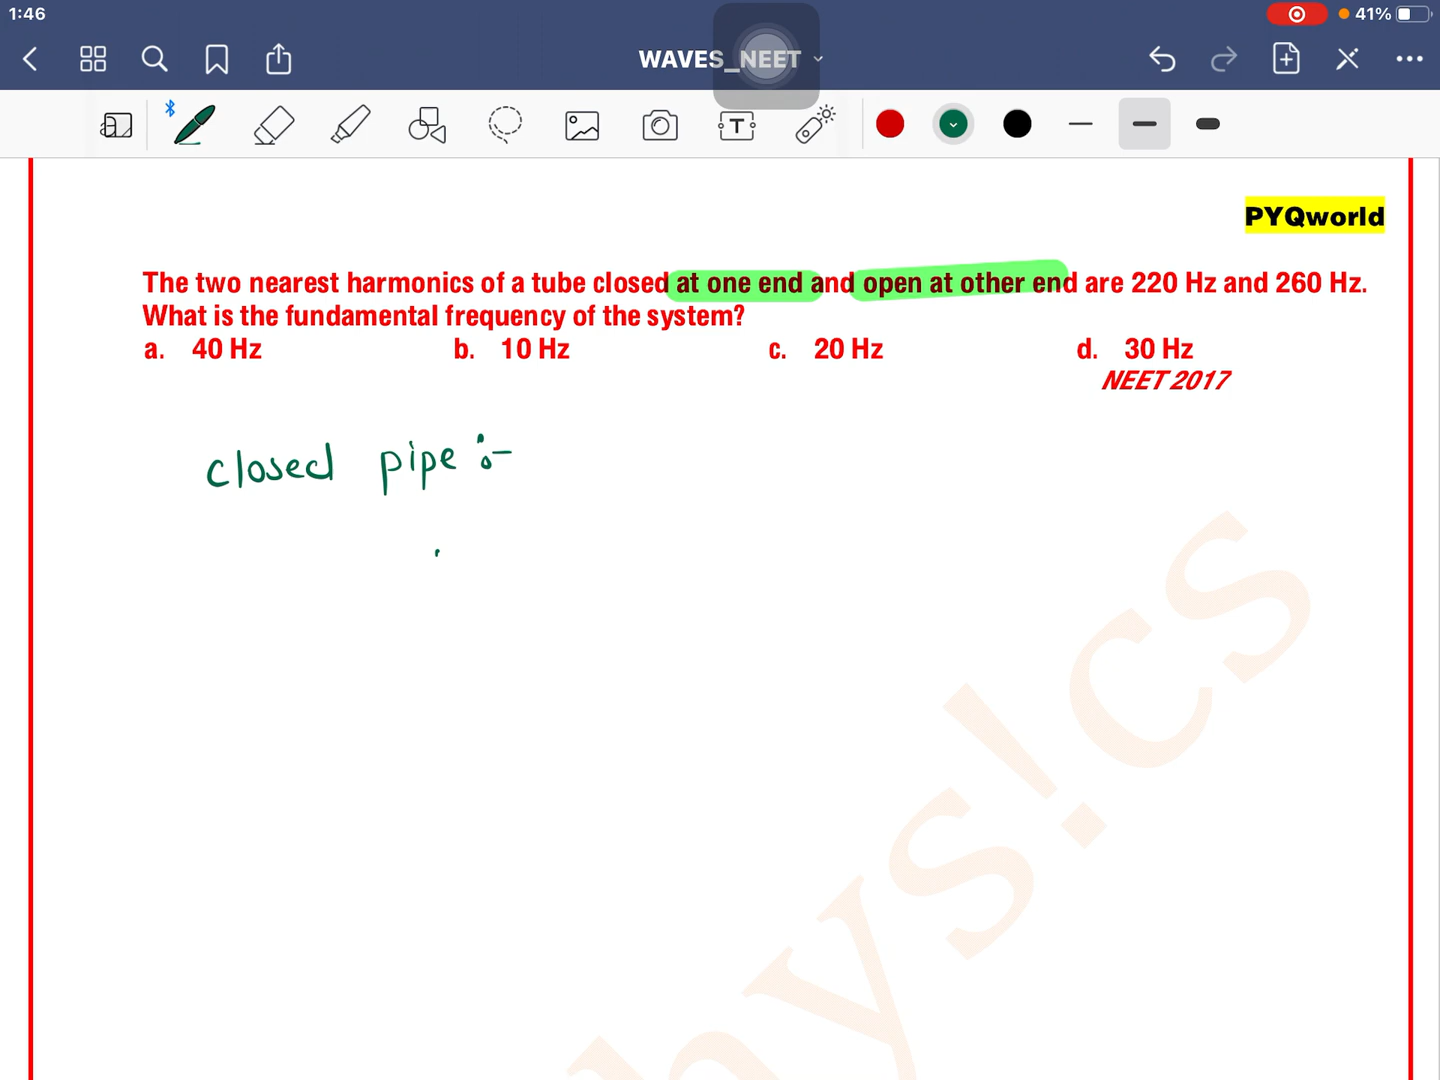 1:46
41%
WAVES_NEET
PYQworld
The two nearest harmonics of a tube closed at one end and open at other end are 220 Hz and 260 Hz.
What is the fundamental frequency of the system?
a. 40 Hz b. 10 Hz c. 20 Hz d. 30 Hz
NEET 2017
closed pipe :-
hys!cs